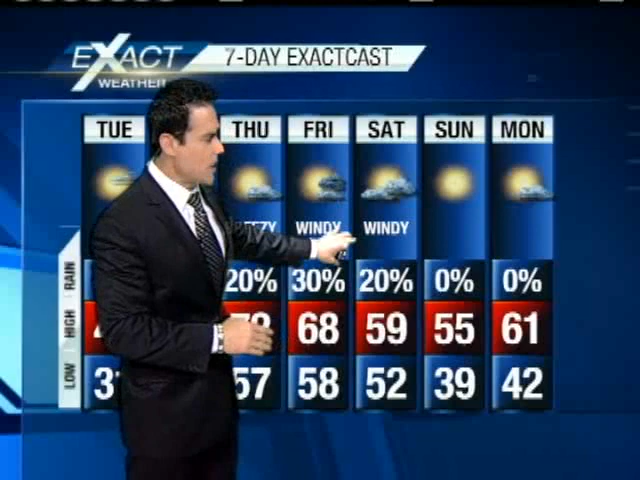 EXACT
WEATHER
7-DAY EXACTCAST
TUE THU FRI SAT SUN MON
WINDY WINDY
RAIN 20% 30% 20% 0% 0%
HIGH 68 59 55 61
LOW 57 58 52 39 42